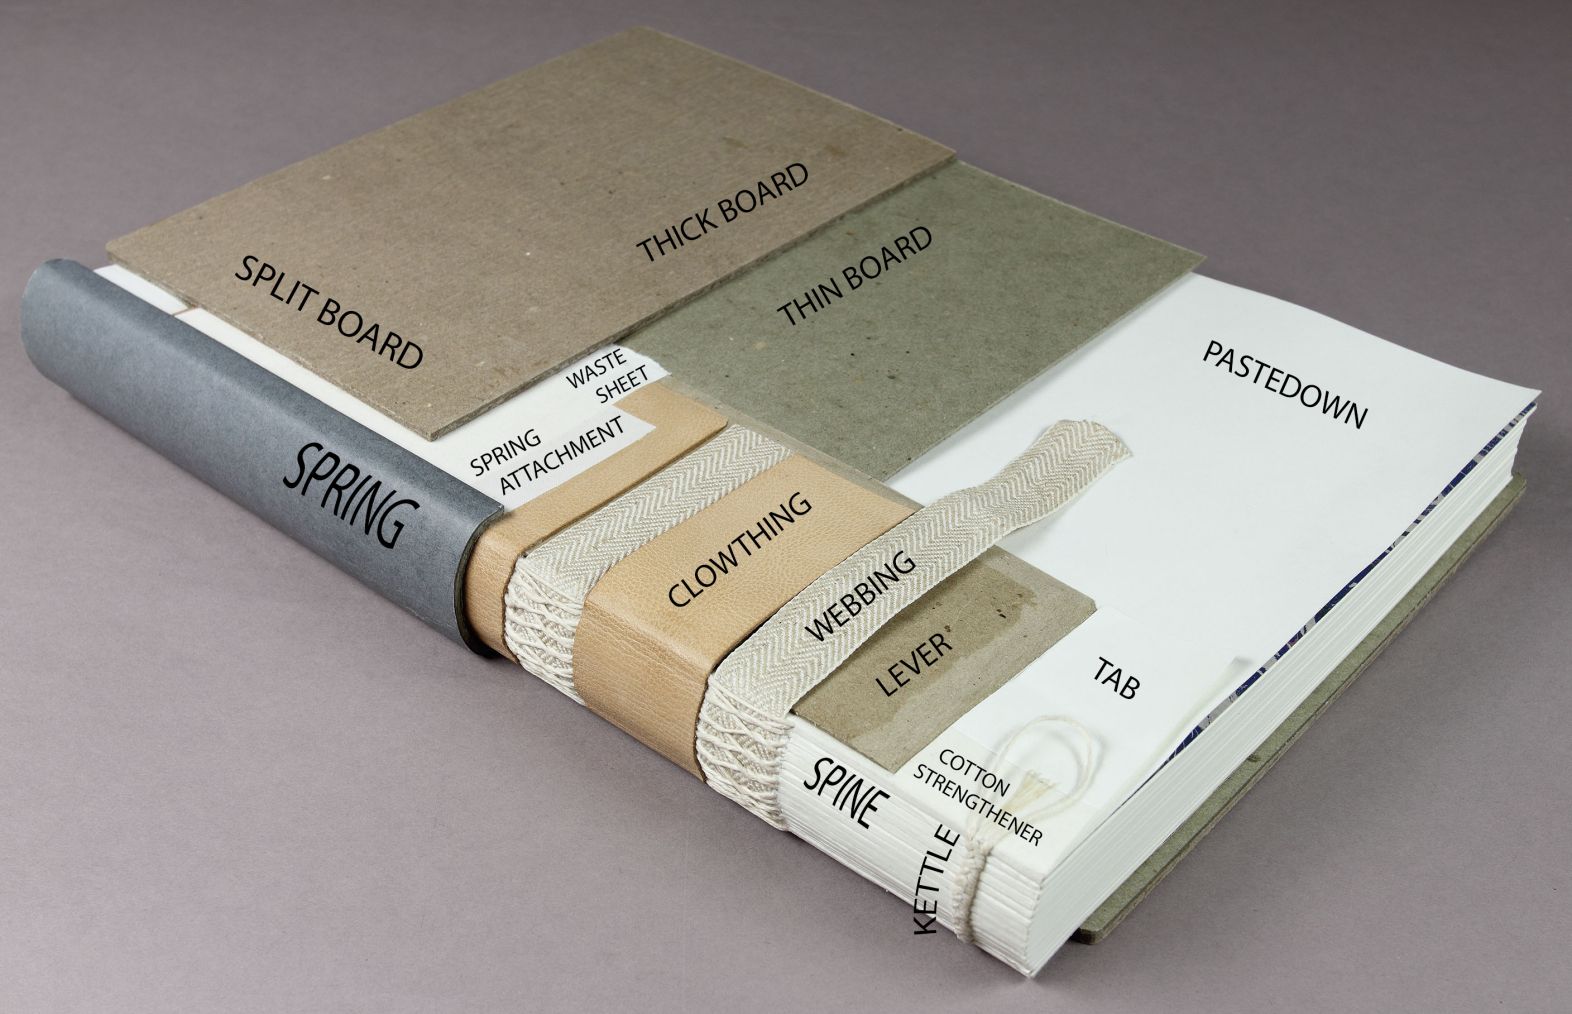 THICK BOARD
SPLIT BOARD
THIN BOARD
WASTE
SHEET
PASTEDOWN
SPRING
ATTACHMENT
SPRING
CLOWTHING
WEBBING
LEVER
TAB
COTTON
STRENGTHENER
SPINE
KETTLE